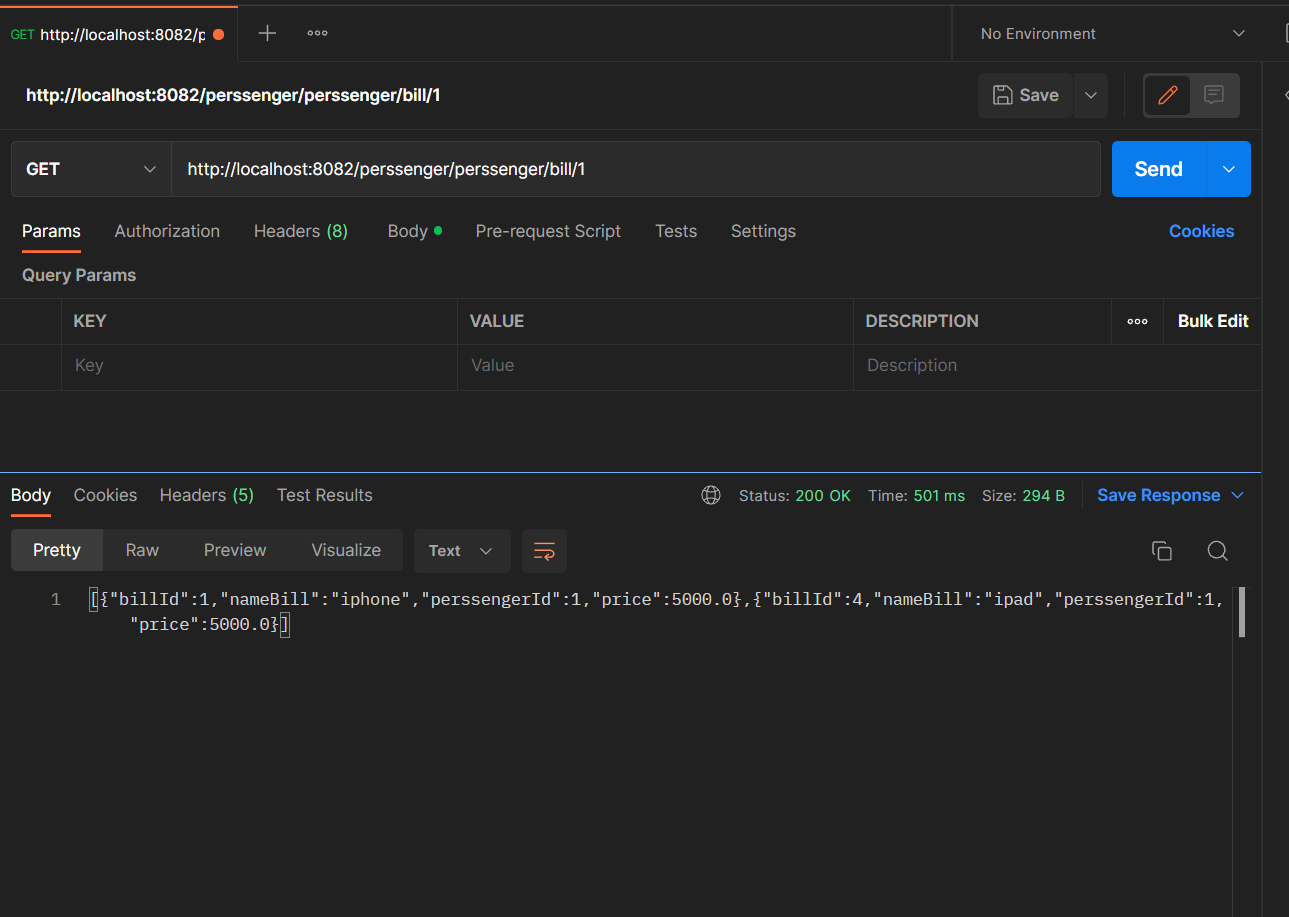 GET http://localhost:8082/p
No Environment
http://localhost:8082/perssenger/perssenger/bill/1
Save
GET
http://localhost:8082/perssenger/perssenger/bill/1
Send
Params Authorization Headers (8) Body Pre-request Script Tests Settings Cookies
Query Params
KEY VALUE DESCRIPTION Bulk Edit
Key Value Description
Body Cookies Headers (5) Test Results Status: 200 OK Time: 501 ms Size: 294 B Save Response
Pretty Raw Preview Visualize Text
1 [{"billId":1,"nameBill":"iphone","perssengerId":1,"price":5000.0},{"billId":4,"nameBill":"ipad","perssengerId":1,
"price":5000.0}]